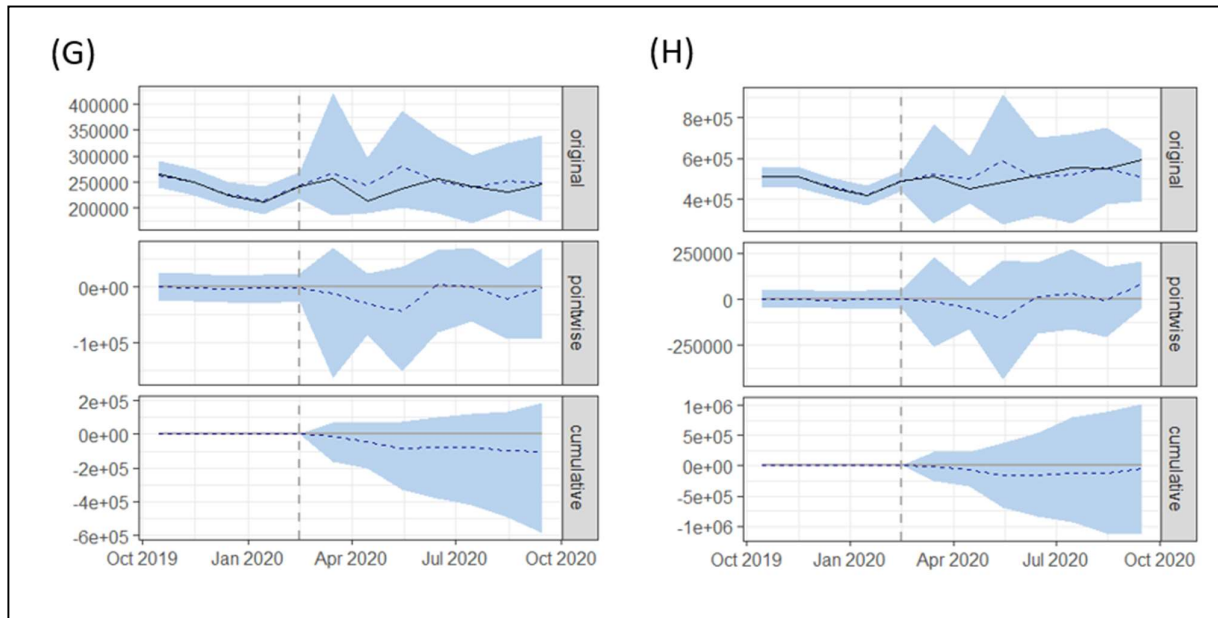 (G)
400000
350000
300000
250000
200000
original
0e+00
-1e+05
pointwise
2e+05
0e+00
-2e+05
-4e+05
-6e+05
cumulative
Oct 2019 Jan 2020 Apr 2020 Jul 2020 Oct 2020
(H)
8e+05
6e+05
4e+05
original
250000
0
-250000
pointwise
1e+06
5e+05
0e+00
-5e+05
-1e+06
cumulative
Oct 2019 Jan 2020 Apr 2020 Jul 2020 Oct 2020